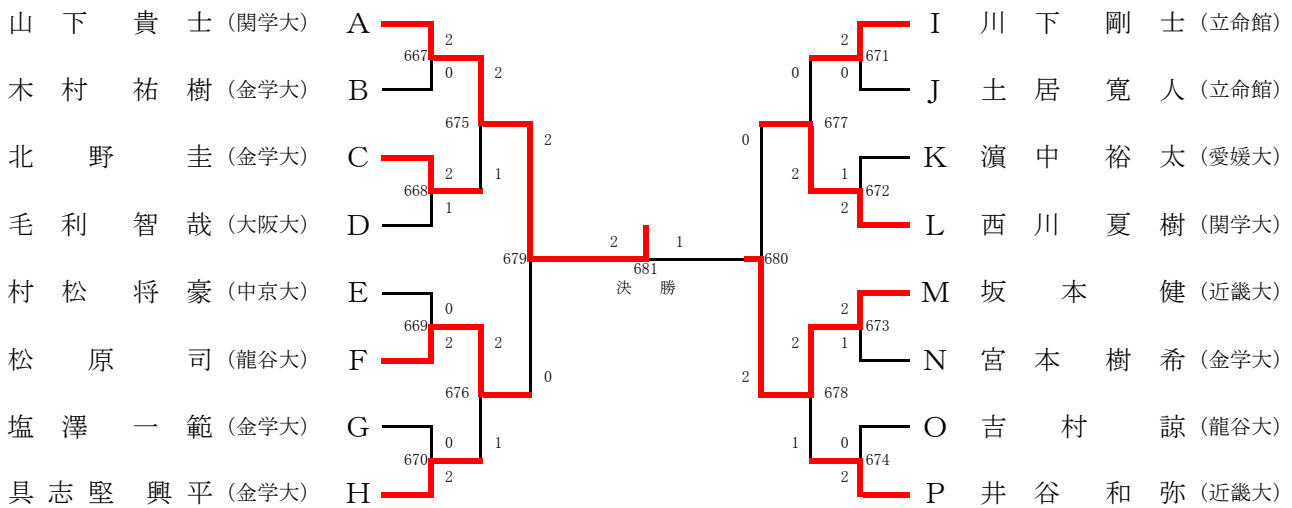 山下 貴士 (関学大) A 2 2 I 川下 剛士 (立命館)
667 671
木村 祐樹 (金学大) B 0 2 0 0 J 土居 寛人 (立命館)
675 2 0 677
北野 圭 (金学大) C 2 1 2 1 K 濵中 裕太 (愛媛大)
668 672
毛利 智哉 (大阪大) D 1 2 L 西川 夏樹 (関学大)
679 2 1 680
681
決勝
村松 将豪 (中京大) E 0 2 M 坂本 健 (近畿大)
669 673
松原 司 (龍谷大) F 2 2 2 1 N 宮本 樹希 (金学大)
676 0 2 678
塩澤 一範 (金学大) G 0 1 1 0 O 吉村 諒 (龍谷大)
670 674
具志堅 興平 (金学大) H 2 2 P 井谷 和弥 (近畿大)